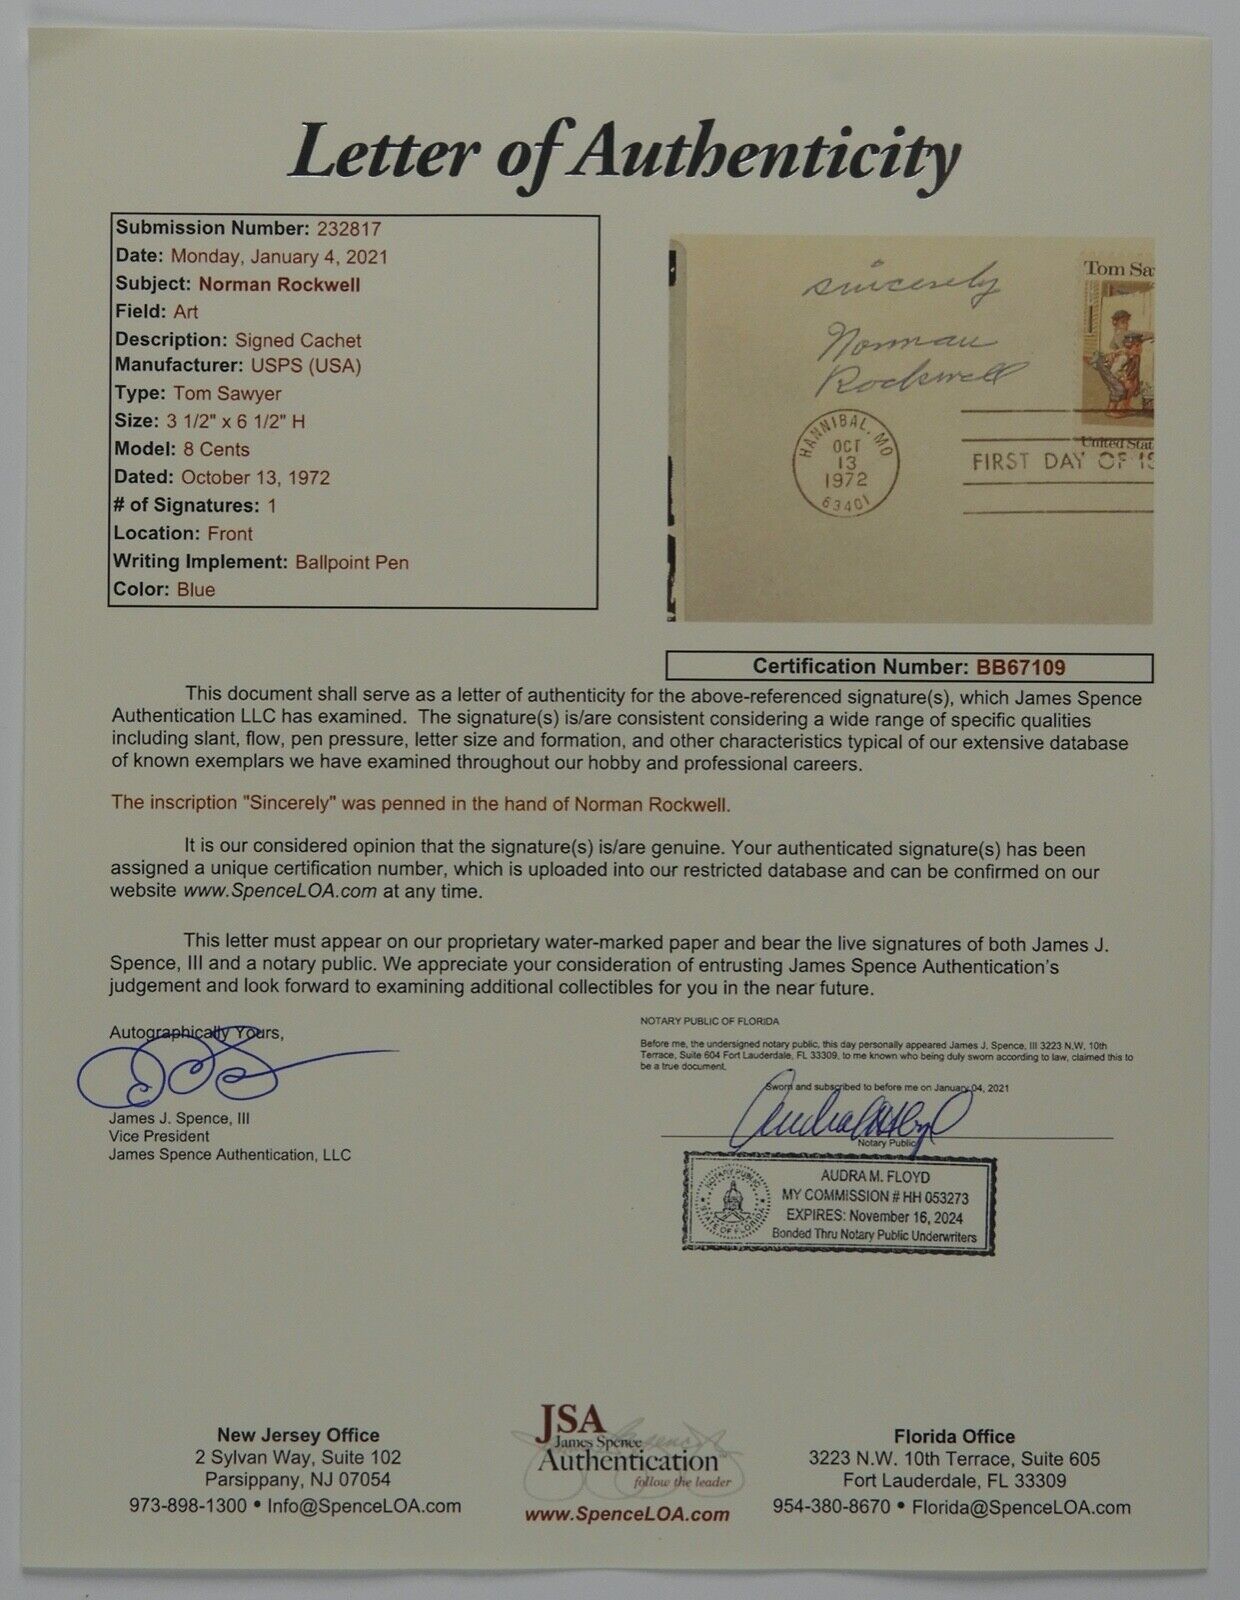 Letter of Authenticity
Submission Number: 232817
Date: Monday, January 4, 2021
Subject: Norman Rockwell
Field: Art
Description: Signed Cachet
Manufacturer: USPS (USA)
Type: Tom Sawyer
Size: 3 1/2" x 6 1/2" H
Model: 8 Cents
Dated: October 13, 1972
# of Signatures: 1
Location: Front
Writing Implement: Ballpoint Pen
Color: Blue
sincerely
Norman
Rockwell
Tom Sa
United Stat
HANNIBAL, MO
OCT
13
1972
63401
FIRST DAY OF IS
Certification Number: BB67109
This document shall serve as a letter of authenticity for the above-referenced signature(s), which James Spence
Authentication LLC has examined. The signature(s) is/are consistent considering a wide range of specific qualities
including slant, flow, pen pressure, letter size and formation, and other characteristics typical of our extensive database
of known exemplars we have examined throughout our hobby and professional careers.
The inscription "Sincerely" was penned in the hand of Norman Rockwell.
It is our considered opinion that the signature(s) is/are genuine. Your authenticated signature(s) has been
assigned a unique certification number, which is uploaded into our restricted database and can be confirmed on our
website www.SpenceLOA.com at any time.
This letter must appear on our proprietary water-marked paper and bear the live signatures of both James J.
Spence, III and a notary public. We appreciate your consideration of entrusting James Spence Authentication's
judgement and look forward to examining additional collectibles for you in the near future.
Autographically Yours,
James J. Spence, III
Vice President
James Spence Authentication, LLC
NOTARY PUBLIC OF FLORIDA
Before me, the undersigned notary public, this day personally appeared James J. Spence, III 3223 N.W. 10th
Terrace, Suite 604 Fort Lauderdale, FL 33309, to me known who being duly sworn according to law, claimed this to
be a true document.
Sworn and subscribed to before me on January 04, 2021
Notary Public
NOTARY PUBLIC
STATE OF FLORIDA
AUDRA M. FLOYD
MY COMMISSION # HH 053273
EXPIRES: November 16, 2024
Bonded Thru Notary Public Underwriters
New Jersey Office
2 Sylvan Way, Suite 102
Parsippany, NJ 07054
973-898-1300 • Info@SpenceLOA.com
JSA
James Spence
Authentication
follow the leader
www.SpenceLOA.com
Florida Office
3223 N.W. 10th Terrace, Suite 605
Fort Lauderdale, FL 33309
954-380-8670 • Florida@SpenceLOA.com